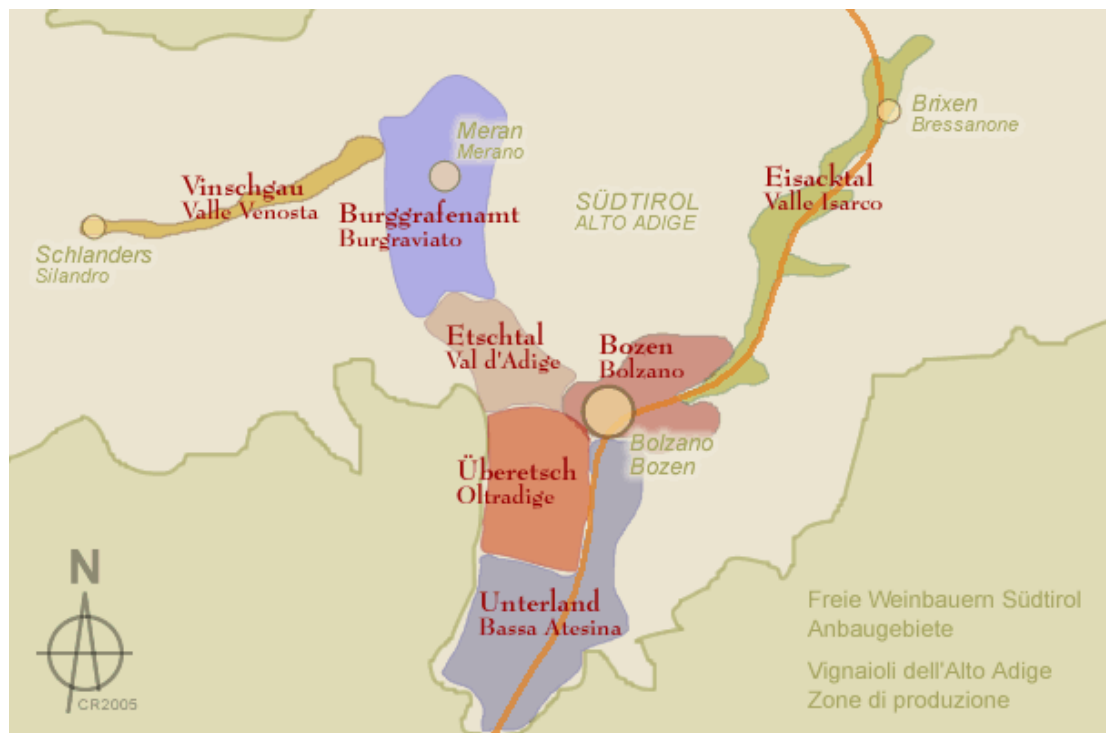 Brixen
Bressanone
Meran
Merano
Eisacktal
Valle Isarco
Vinschgau
Valle Venosta
Burggrafenamt
Burgraviato
SÜDTIROL
ALTO ADIGE
Schlanders
Silandro
Etschtal
Val d'Adige
Bozen
Bolzano
Bolzano
Bozen
Überetsch
Oltradige
Unterland
Bassa Atesina
N
CR2005
Freie Weinbauern Südtirol
Anbaugebiete
Vignaioli dell'Alto Adige
Zone di produzione